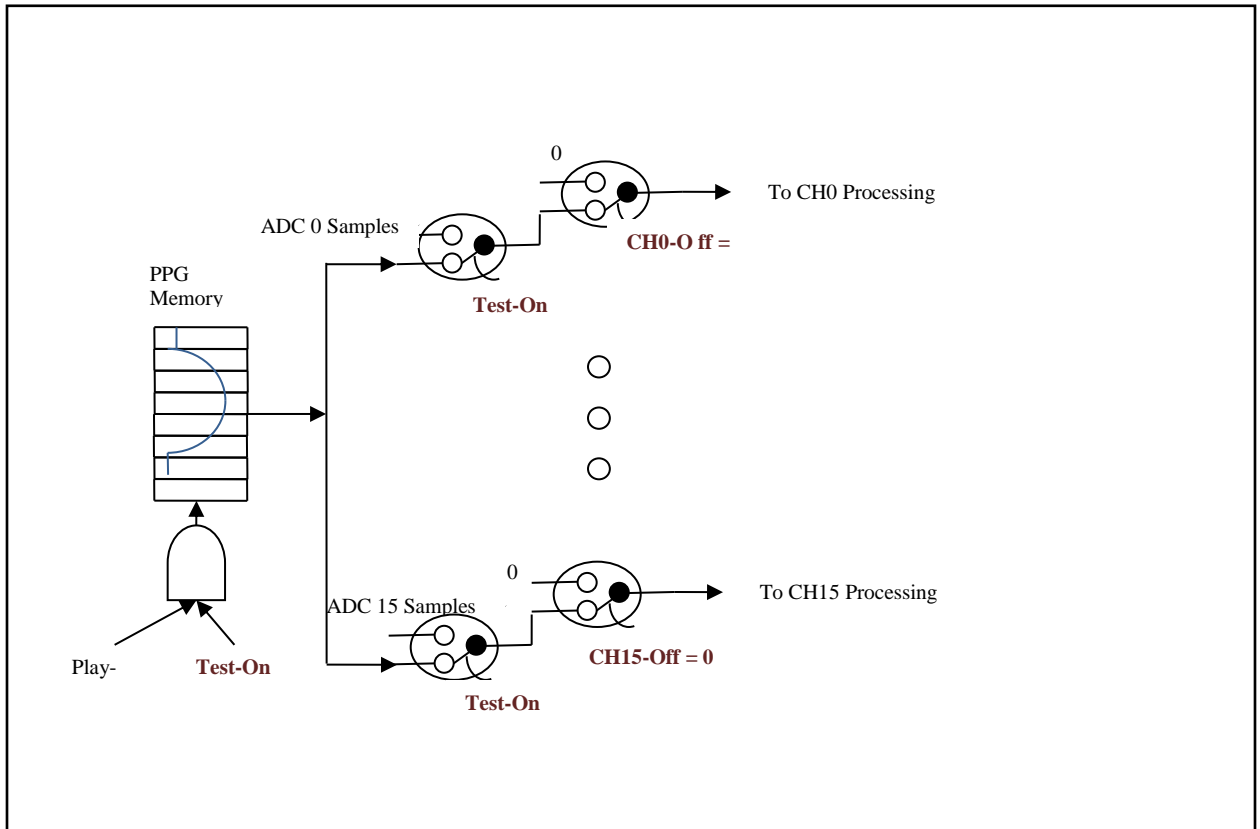 0
To CH0 Processing
ADC 0 Samples
CH0-O ff =
PPG
Memory
Test-On
0
To CH15 Processing
ADC 15 Samples
CH15-Off = 0
Play-
Test-On
Test-On